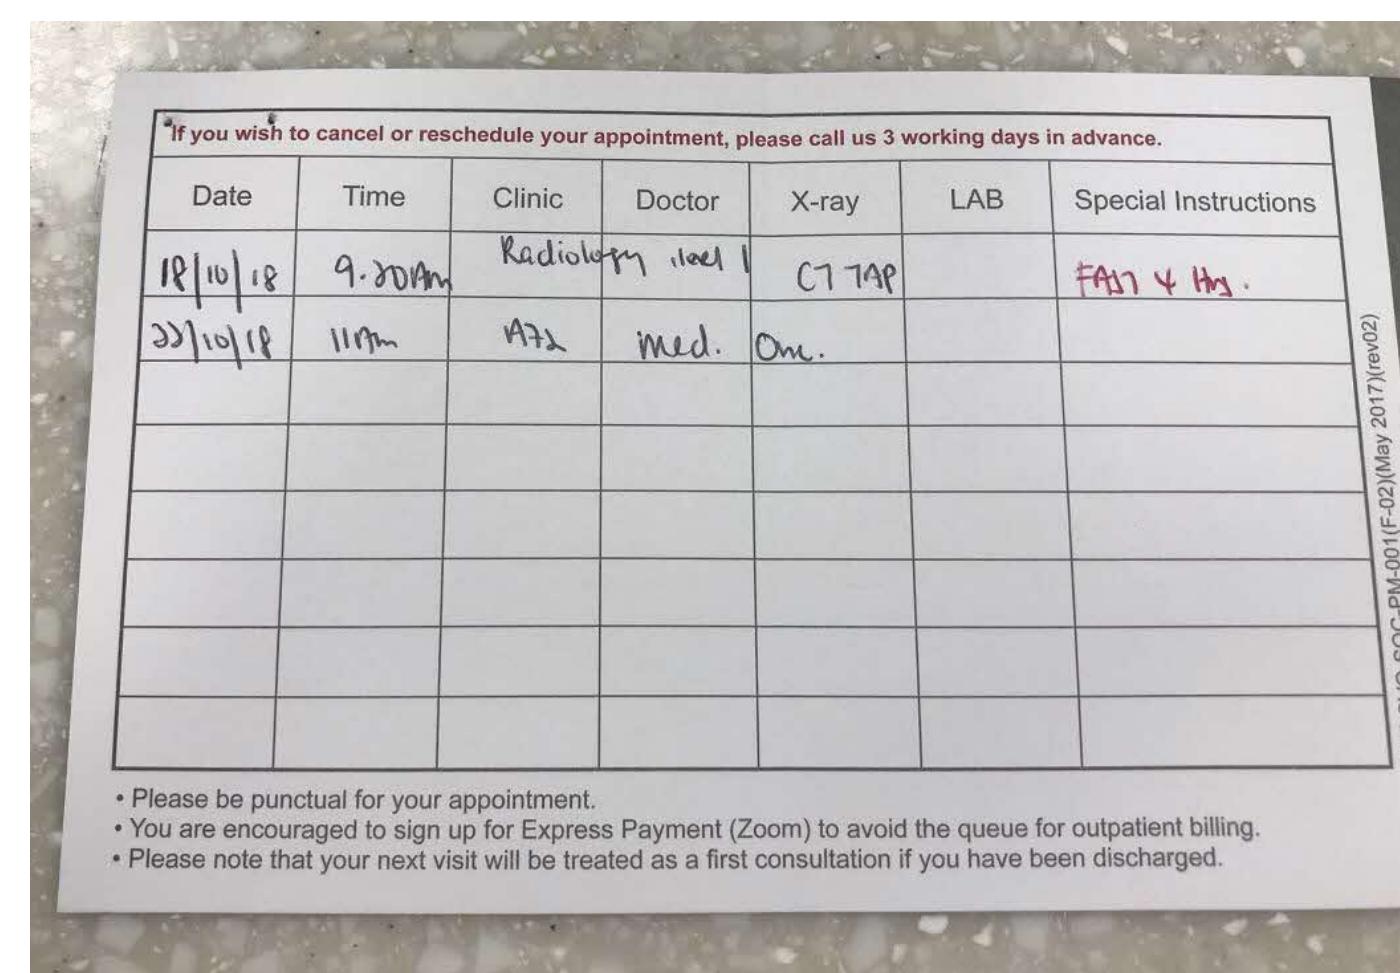 *If you wish to cancel or reschedule your appointment, please call us 3 working days in advance.
Date Time Clinic Doctor X-ray LAB Special Instructions
18/10/18 9.20Am Radiology, level 1 CT TAP FAST 4 Hrs.
22/10/18 11Am med. Onc.
• Please be punctual for your appointment.
• You are encouraged to sign up for Express Payment (Zoom) to avoid the queue for outpatient billing.
• Please note that your next visit will be treated as a first consultation if you have been discharged.
PM-001(F-02)(May 2017)(rev02)